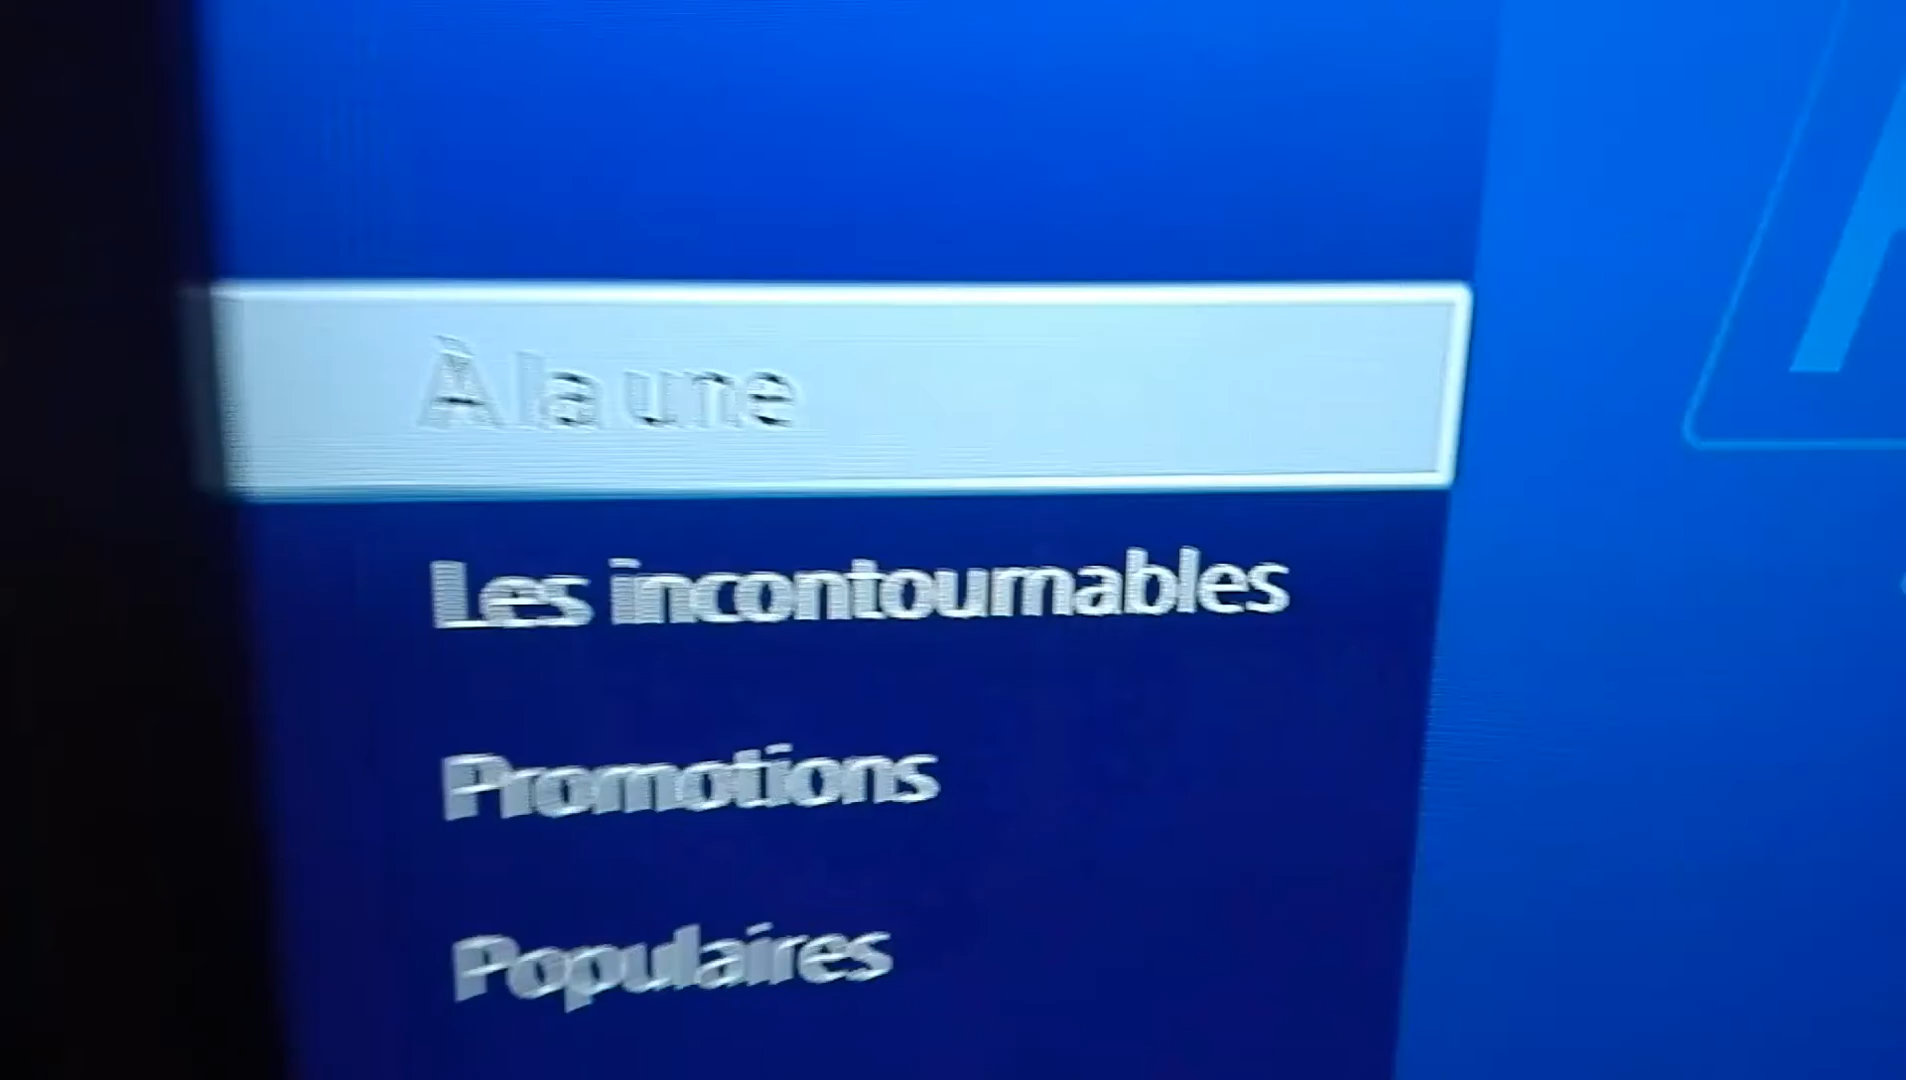 À la une
Les incontournables
Promotions
Populaires